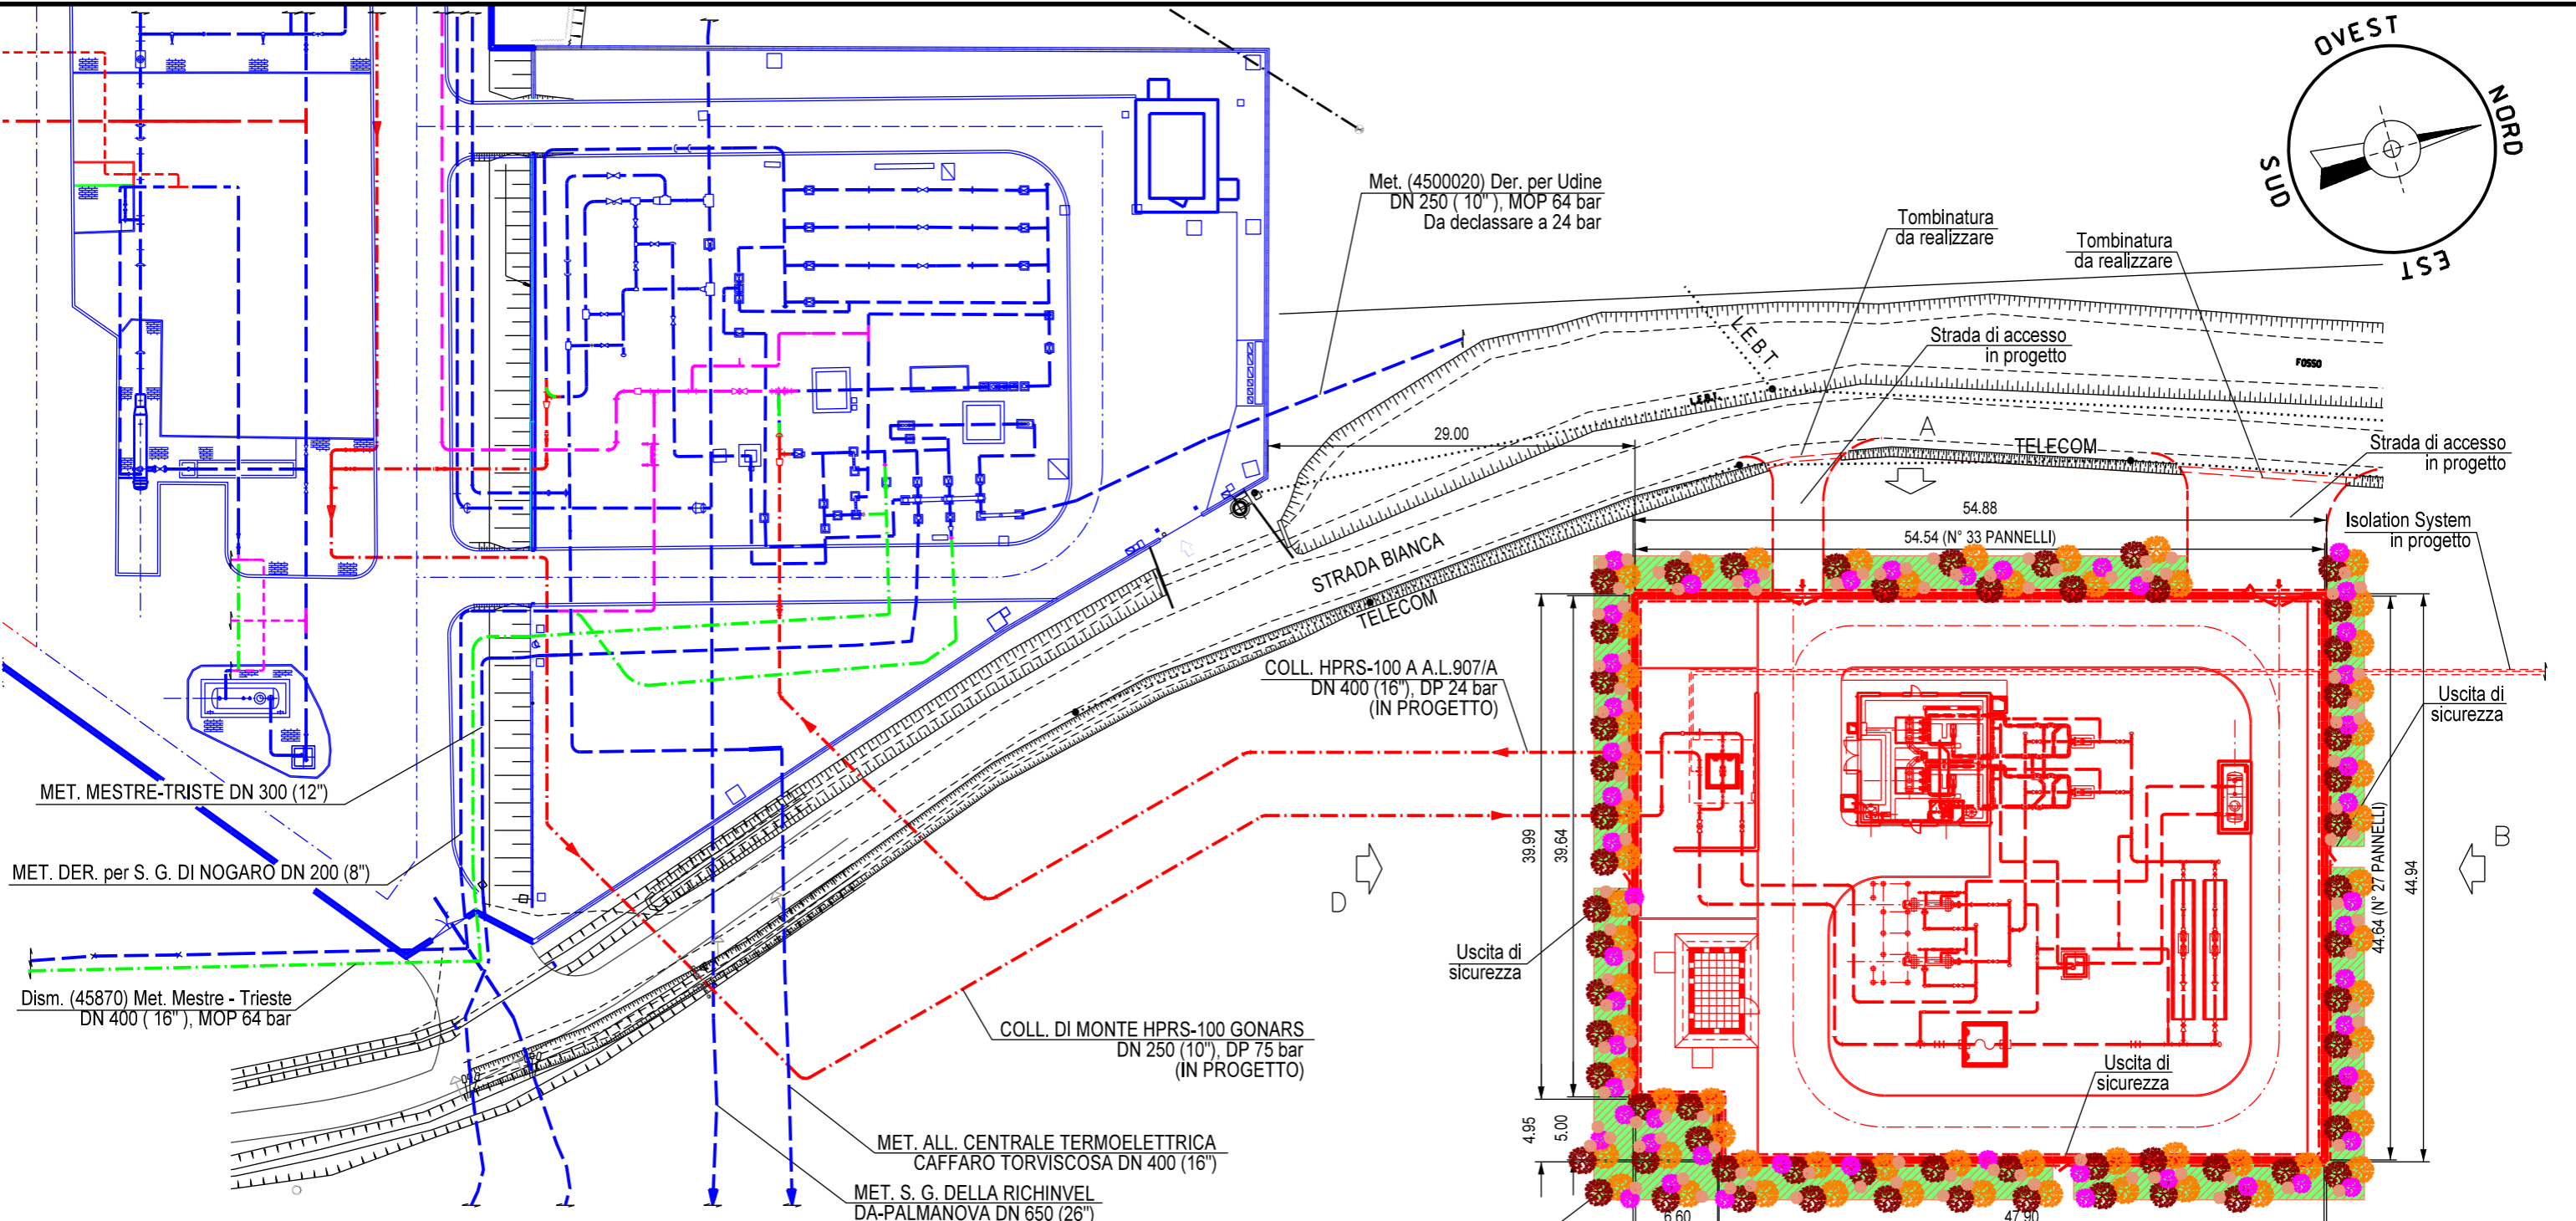 OVEST
NORD
SUD
EST
Met. (4500020) Der. per Udine
DN 250 ( 10" ), MOP 64 bar
Da declassare a 24 bar
Tombinatura
da realizzare
Tombinatura
da realizzare
L.E.B.T.
Strada di accesso
in progetto
FOSSO
L.E.B.T.
29.00
A
TELECOM
Strada di accesso
in progetto
54.88
Isolation System
in progetto
54.54 (N° 33 PANNELLI)
STRADA BIANCA
TELECOM
COLL. HPRS-100 A A.L.907/A
DN 400 (16"), DP 24 bar
(IN PROGETTO)
Uscita di
sicurezza
MET. MESTRE-TRISTE DN 300 (12")
39.99
39.64
44.64 (N° 27 PANNELLI)
44.94
B
MET. DER. per S. G. DI NOGARO DN 200 (8")
D
Uscita di
sicurezza
Dism. (45870) Met. Mestre - Trieste
DN 400 ( 16" ), MOP 64 bar
COLL. DI MONTE HPRS-100 GONARS
DN 250 (10"), DP 75 bar
(IN PROGETTO)
Uscita di
sicurezza
4.95
5.00
MET. ALL. CENTRALE TERMOELETTRICA
CAFFARO TORVISCOSA DN 400 (16")
MET. S. G. DELLA RICHINVEL
DA-PALMANOVA DN 650 (26")
6.60
47.90